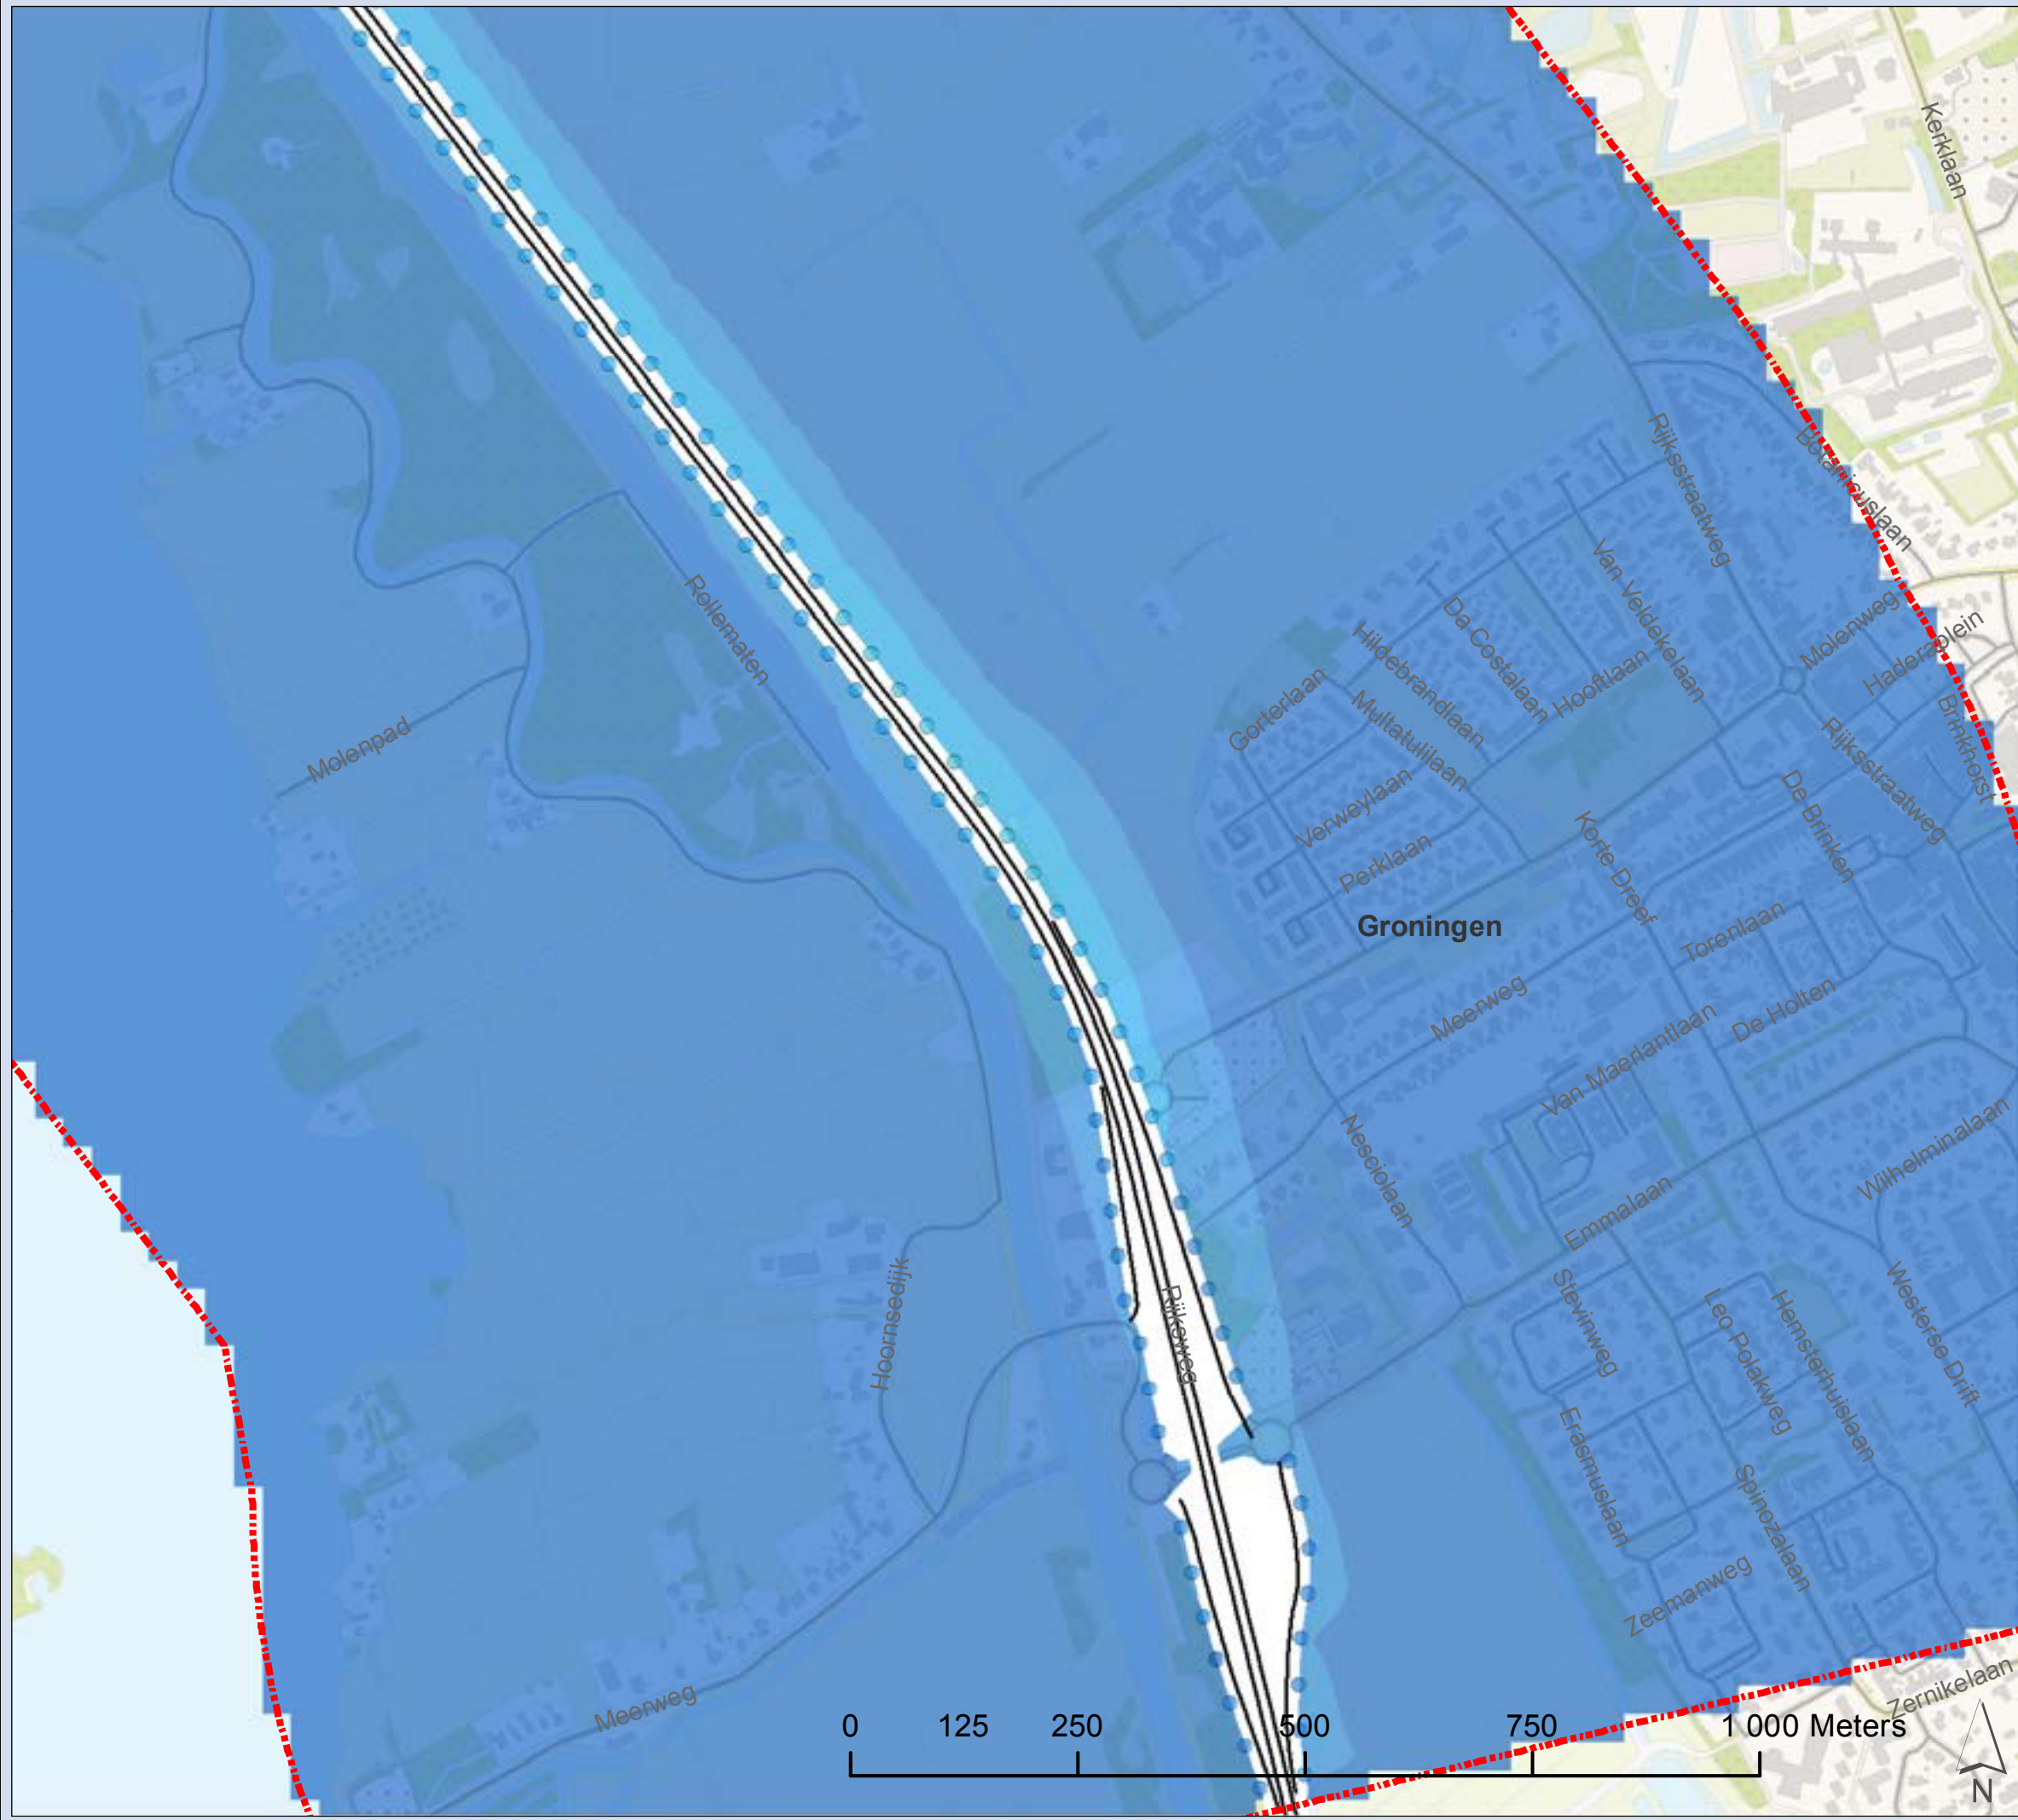 Kerklaan
Rijksstraatweg
Botanicuslaan
Van Veldekelaan
Da Costalaan
Molenweg
Haderaplein
Rollematen
Hildebrandlaan
Hooftlaan
Gorterlaan
Multatulilaan
Brinkhorst
Molenpad
Rijksstraatweg
Verweylaan
De Brinken
Perklaan
Korte Dreef
Groningen
Torenlaan
Meerweg
De Holten
Van Maerlantlaan
Nesciolaan
Wilhelminalaan
Emmalaan
Hoornsedijk
Rijksweg
Stevinweg
Leo Polakweg
Hemsterhuislaan
Westerse Drift
Erasmuslaan
Spinozalaan
Zeemanweg
Zernikelaan
Meerweg
0 125 250 500 750 1 000 Meters
N